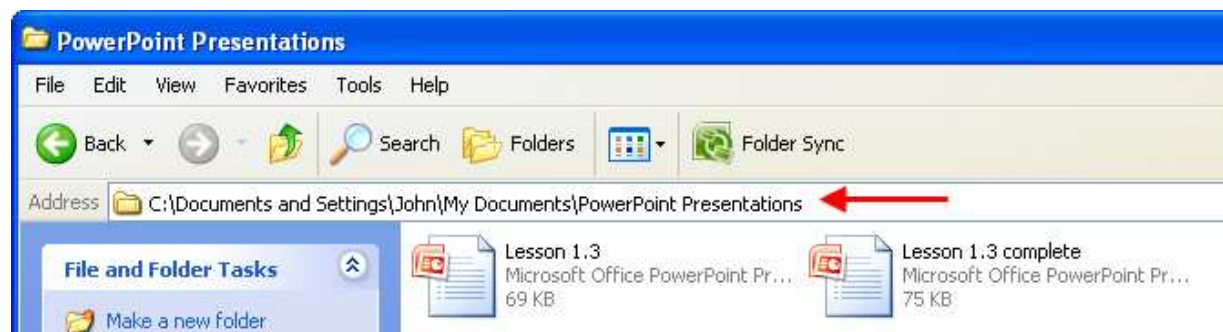 PowerPoint Presentations
File Edit View Favorites Tools Help
Back Search Folders Folder Sync
Address C:\Documents and Settings\John\My Documents\PowerPoint Presentations
File and Folder Tasks
Make a new folder
Lesson 1.3
Microsoft Office PowerPoint Pr...
69 KB
Lesson 1.3 complete
Microsoft Office PowerPoint Pr...
75 KB